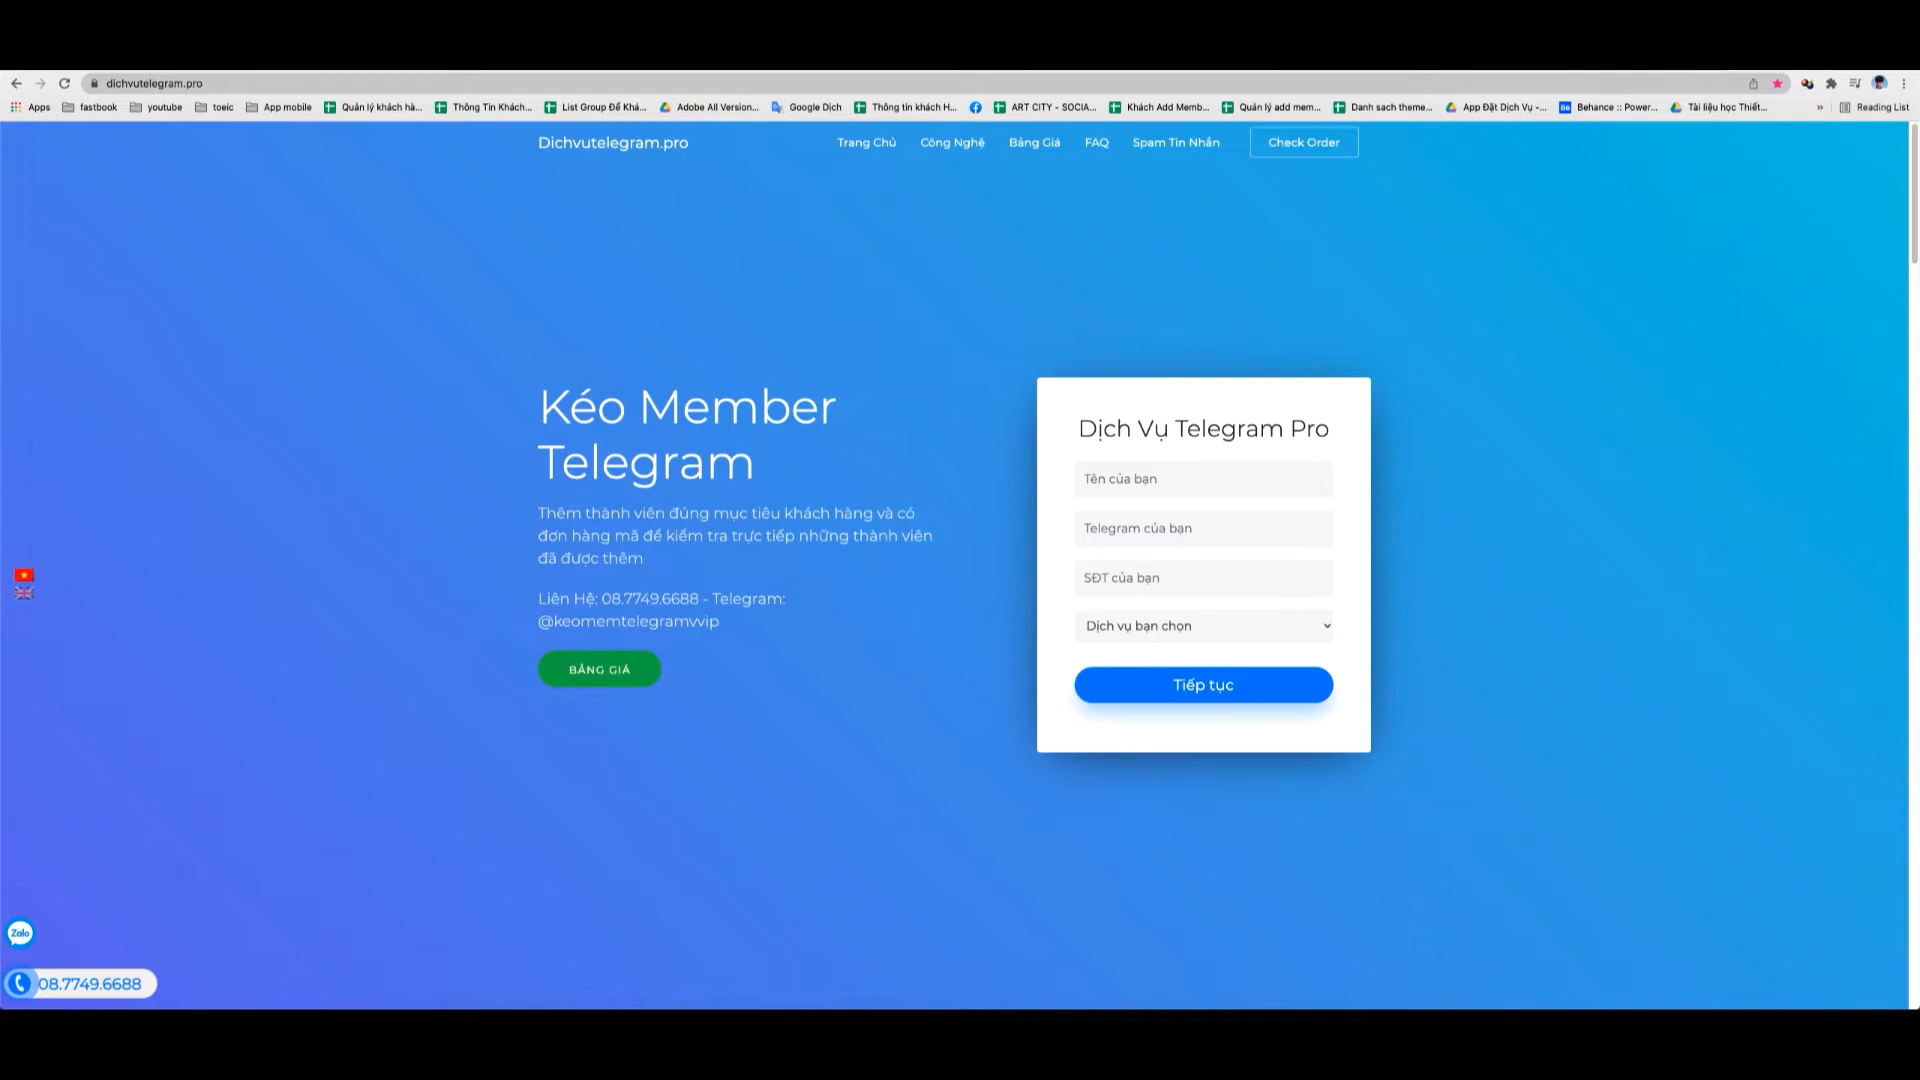 dichvutelegram.pro
Apps fastbook youtube toeic App mobile Quản lý khách hà... Thông Tin Khách... List Group Để Khá... Adobe All Version... Google Dịch Thông tin khách H... ART CITY - SOCIA... Khách Add Memb... Quản lý add mem... Danh sach theme... App Đặt Dịch Vụ -... Behance :: Power... Tài liệu học Thiết... » Reading List
Dichvutelegram.pro Trang Chủ Công Nghệ Bảng Giá FAQ Spam Tin Nhắn Check Order
Kéo Member
Telegram
Thêm thành viên đúng mục tiêu khách hàng và có
đơn hàng mã để kiểm tra trực tiếp những thành viên
đã được thêm
Liên Hệ: 08.7749.6688 - Telegram:
@keomemtelegramvvip
BẢNG GIÁ
Dịch Vụ Telegram Pro
Tên của bạn
Telegram của bạn
SĐT của bạn
Dịch vụ bạn chọn
Tiếp tục
Zalo
08.7749.6688